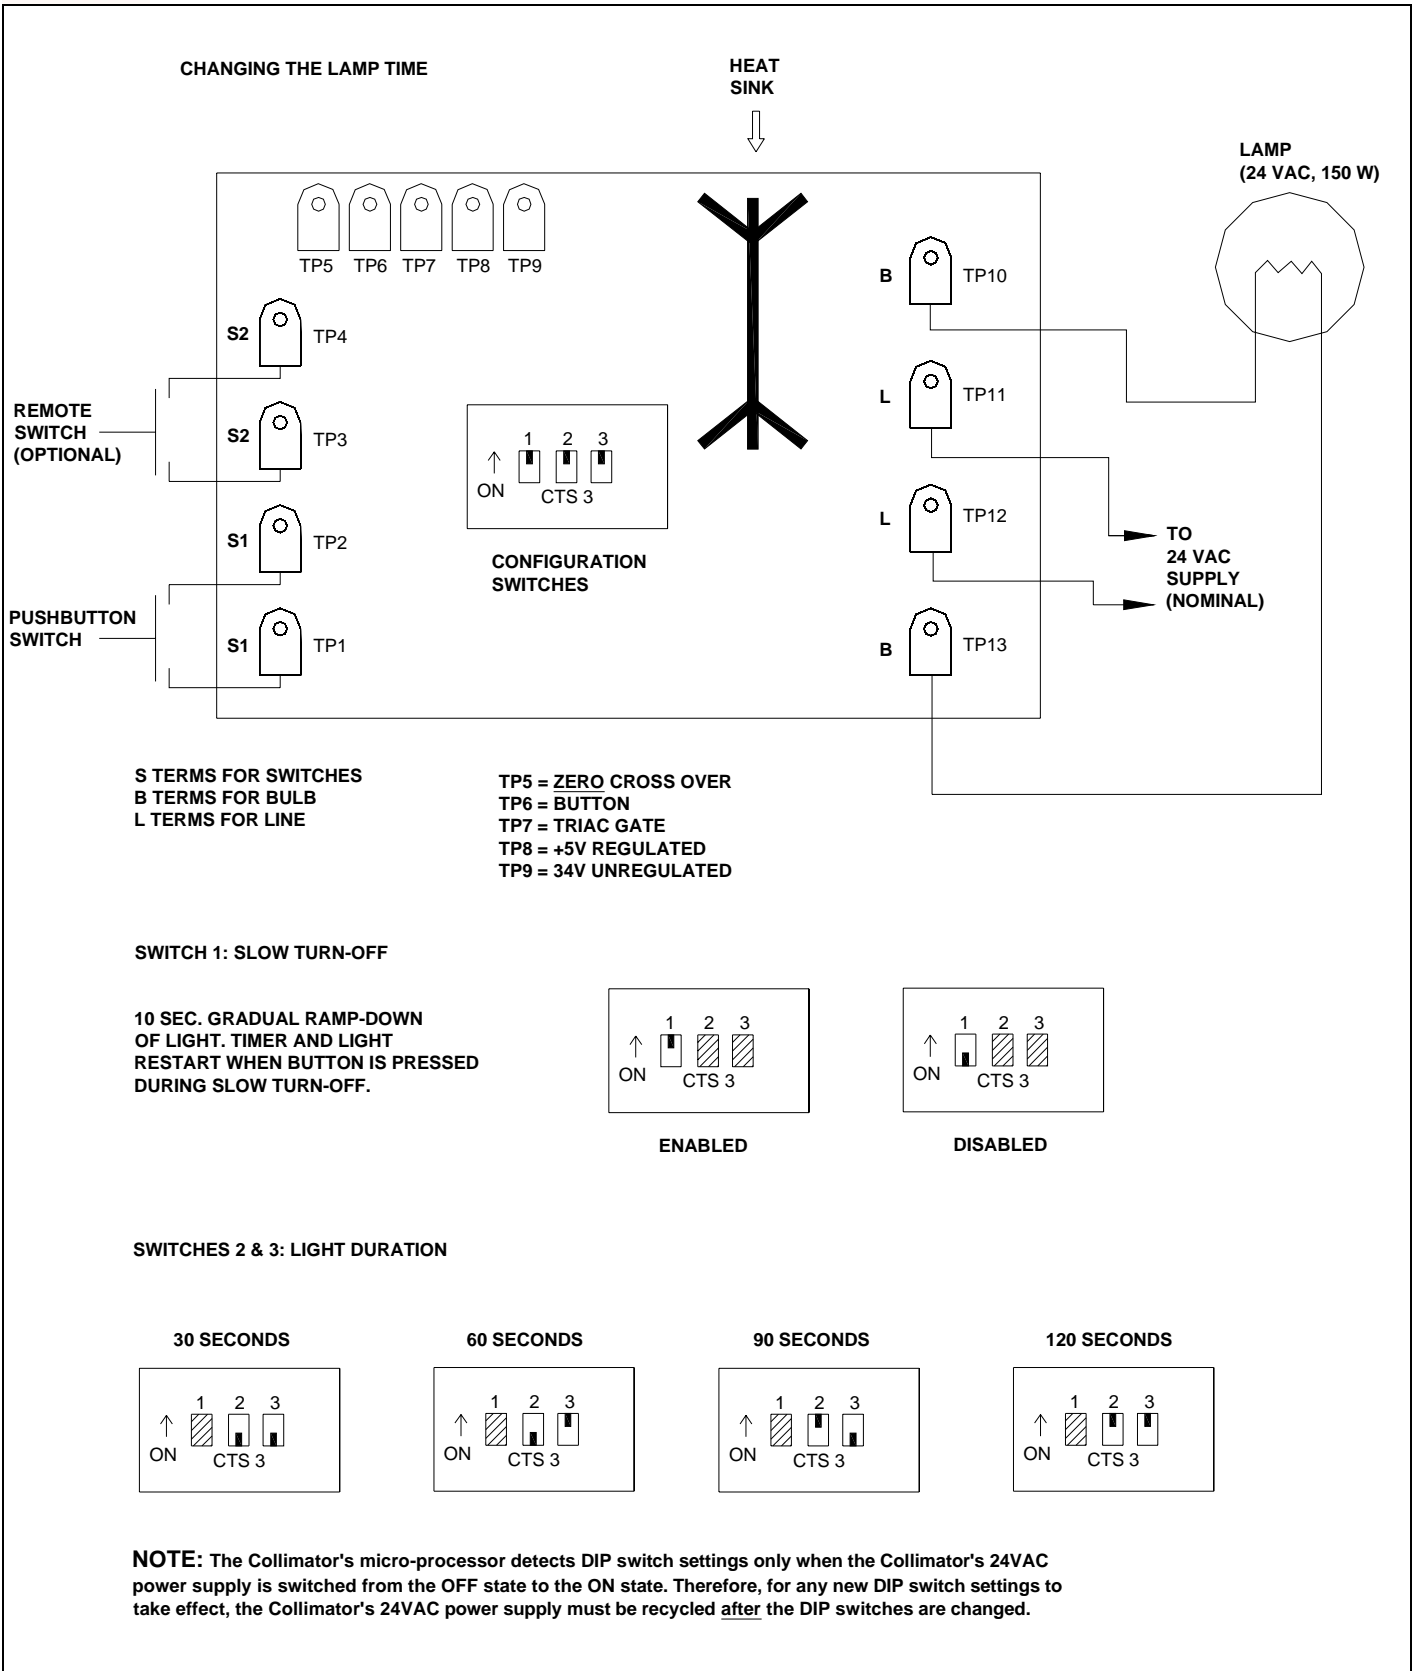 CHANGING THE LAMP TIME
HEAT
SINK
LAMP
(24 VAC, 150 W)
TP5 TP6 TP7 TP8 TP9
B TP10
S2 TP4
L TP11
REMOTE
SWITCH
(OPTIONAL)
S2 TP3
1 2 3
ON
CTS 3
CONFIGURATION
SWITCHES
L TP12
S1 TP2
TO
24 VAC
SUPPLY
(NOMINAL)
PUSHBUTTON
SWITCH
S1 TP1
B TP13
S TERMS FOR SWITCHES
B TERMS FOR BULB
L TERMS FOR LINE
TP5 = ZERO CROSS OVER
TP6 = BUTTON
TP7 = TRIAC GATE
TP8 = +5V REGULATED
TP9 = 34V UNREGULATED
SWITCH 1: SLOW TURN-OFF
10 SEC. GRADUAL RAMP-DOWN
OF LIGHT. TIMER AND LIGHT
RESTART WHEN BUTTON IS PRESSED
DURING SLOW TURN-OFF.
1 2 3
ON
CTS 3
ENABLED
1 2 3
ON
CTS 3
DISABLED
SWITCHES 2 & 3: LIGHT DURATION
30 SECONDS
1 2 3
ON
CTS 3
60 SECONDS
1 2 3
ON
CTS 3
90 SECONDS
1 2 3
ON
CTS 3
120 SECONDS
1 2 3
ON
CTS 3
NOTE: The Collimator's micro-processor detects DIP switch settings only when the Collimator's 24VAC
power supply is switched from the OFF state to the ON state. Therefore, for any new DIP switch settings to
take effect, the Collimator's 24VAC power supply must be recycled after the DIP switches are changed.